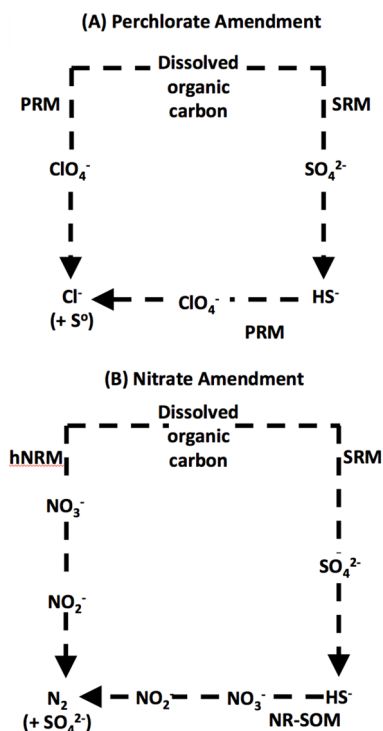 (A) Perchlorate Amendment
Dissolved
organic
carbon
PRM
SRM
ClO₄⁻
SO₄²⁻
Cl⁻
(+ S⁰)
ClO₄⁻
HS⁻
PRM
(B) Nitrate Amendment
Dissolved
organic
carbon
hNRM
SRM
NO₃⁻
SO₄²⁻
NO₂⁻
N₂
(+ SO₄²⁻)
NO₂⁻
NO₃⁻
HS⁻
NR-SOM